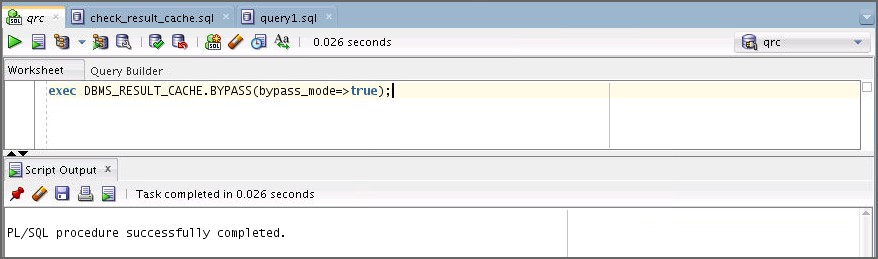 qrc check_result_cache.sql query1.sql
0.026 seconds qrc
Worksheet Query Builder
exec DBMS_RESULT_CACHE.BYPASS(bypass_mode=>true);
Script Output
Task completed in 0.026 seconds
PL/SQL procedure successfully completed.